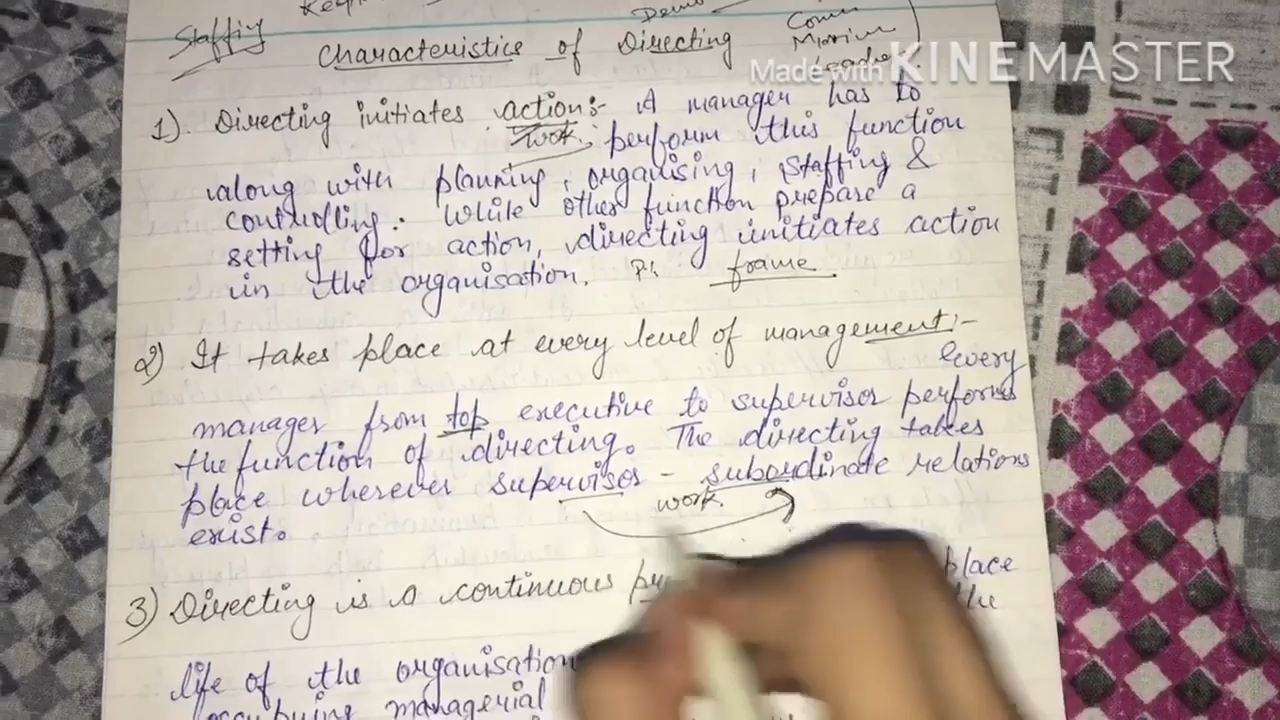 Staffing
Demo
Characteristics of Directing
Made with KINEMASTER
1). Directing initiates action:- A manager has to
work.
perform this function
along with planning, organising, staffing &
controlling. While other function prepare a
setting for action, directing initiates action
in the organisation.
frame
2) It takes place at every level of management:-
Every
manager from top executive to supervisor performs
the function of directing. The directing takes
place wherever supervisor - subordinate relations
exist.
work
3) Directing is a continuous
place
the
life of the organisation
managerial